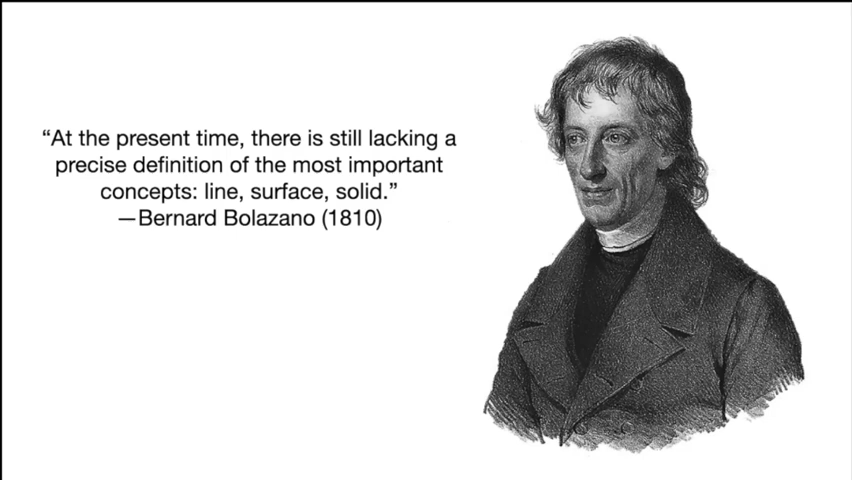 “At the present time, there is still lacking a
precise definition of the most important
concepts: line, surface, solid.”
—Bernard Bolazano (1810)